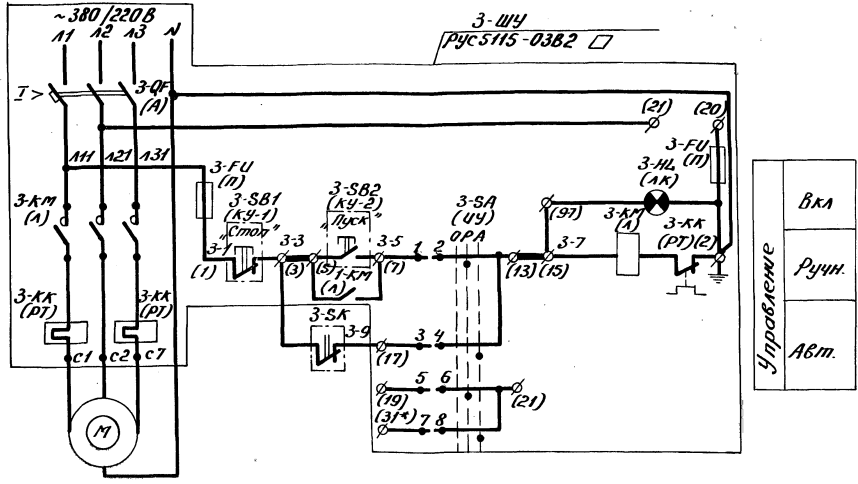 ~380/220В
Л1 Л2 Л3 N
3-ШУ
РУС5115-03В2
I>
3-QF
(А)
(21)
(20)
Л11 Л21 Л31
3-FU
(П)
3-FU
(П)
3-HL
(ЛК)
3-КМ
(Л)
3-SB1
(КУ-1)
"Стоп"
3-SB2
(КУ-2)
"Пуск"
3-SA
(ИУ)
О Р А
(97)
3-КМ
(Л)
3-КК
(РТ)(2)
3-1
(1)
3-3
(3)
(5)
3-5
(7)
1 2
(13)
(15)
3-7
1-КМ
(Л)
3-КК
(РТ)
3-КК
(РТ)
3-SK
3-9
(17)
3 4
С1 С2 С7
(19)
5 6
(21)
(31*)
7 8
М
Управление
Вкл
Ручн.
Авт.